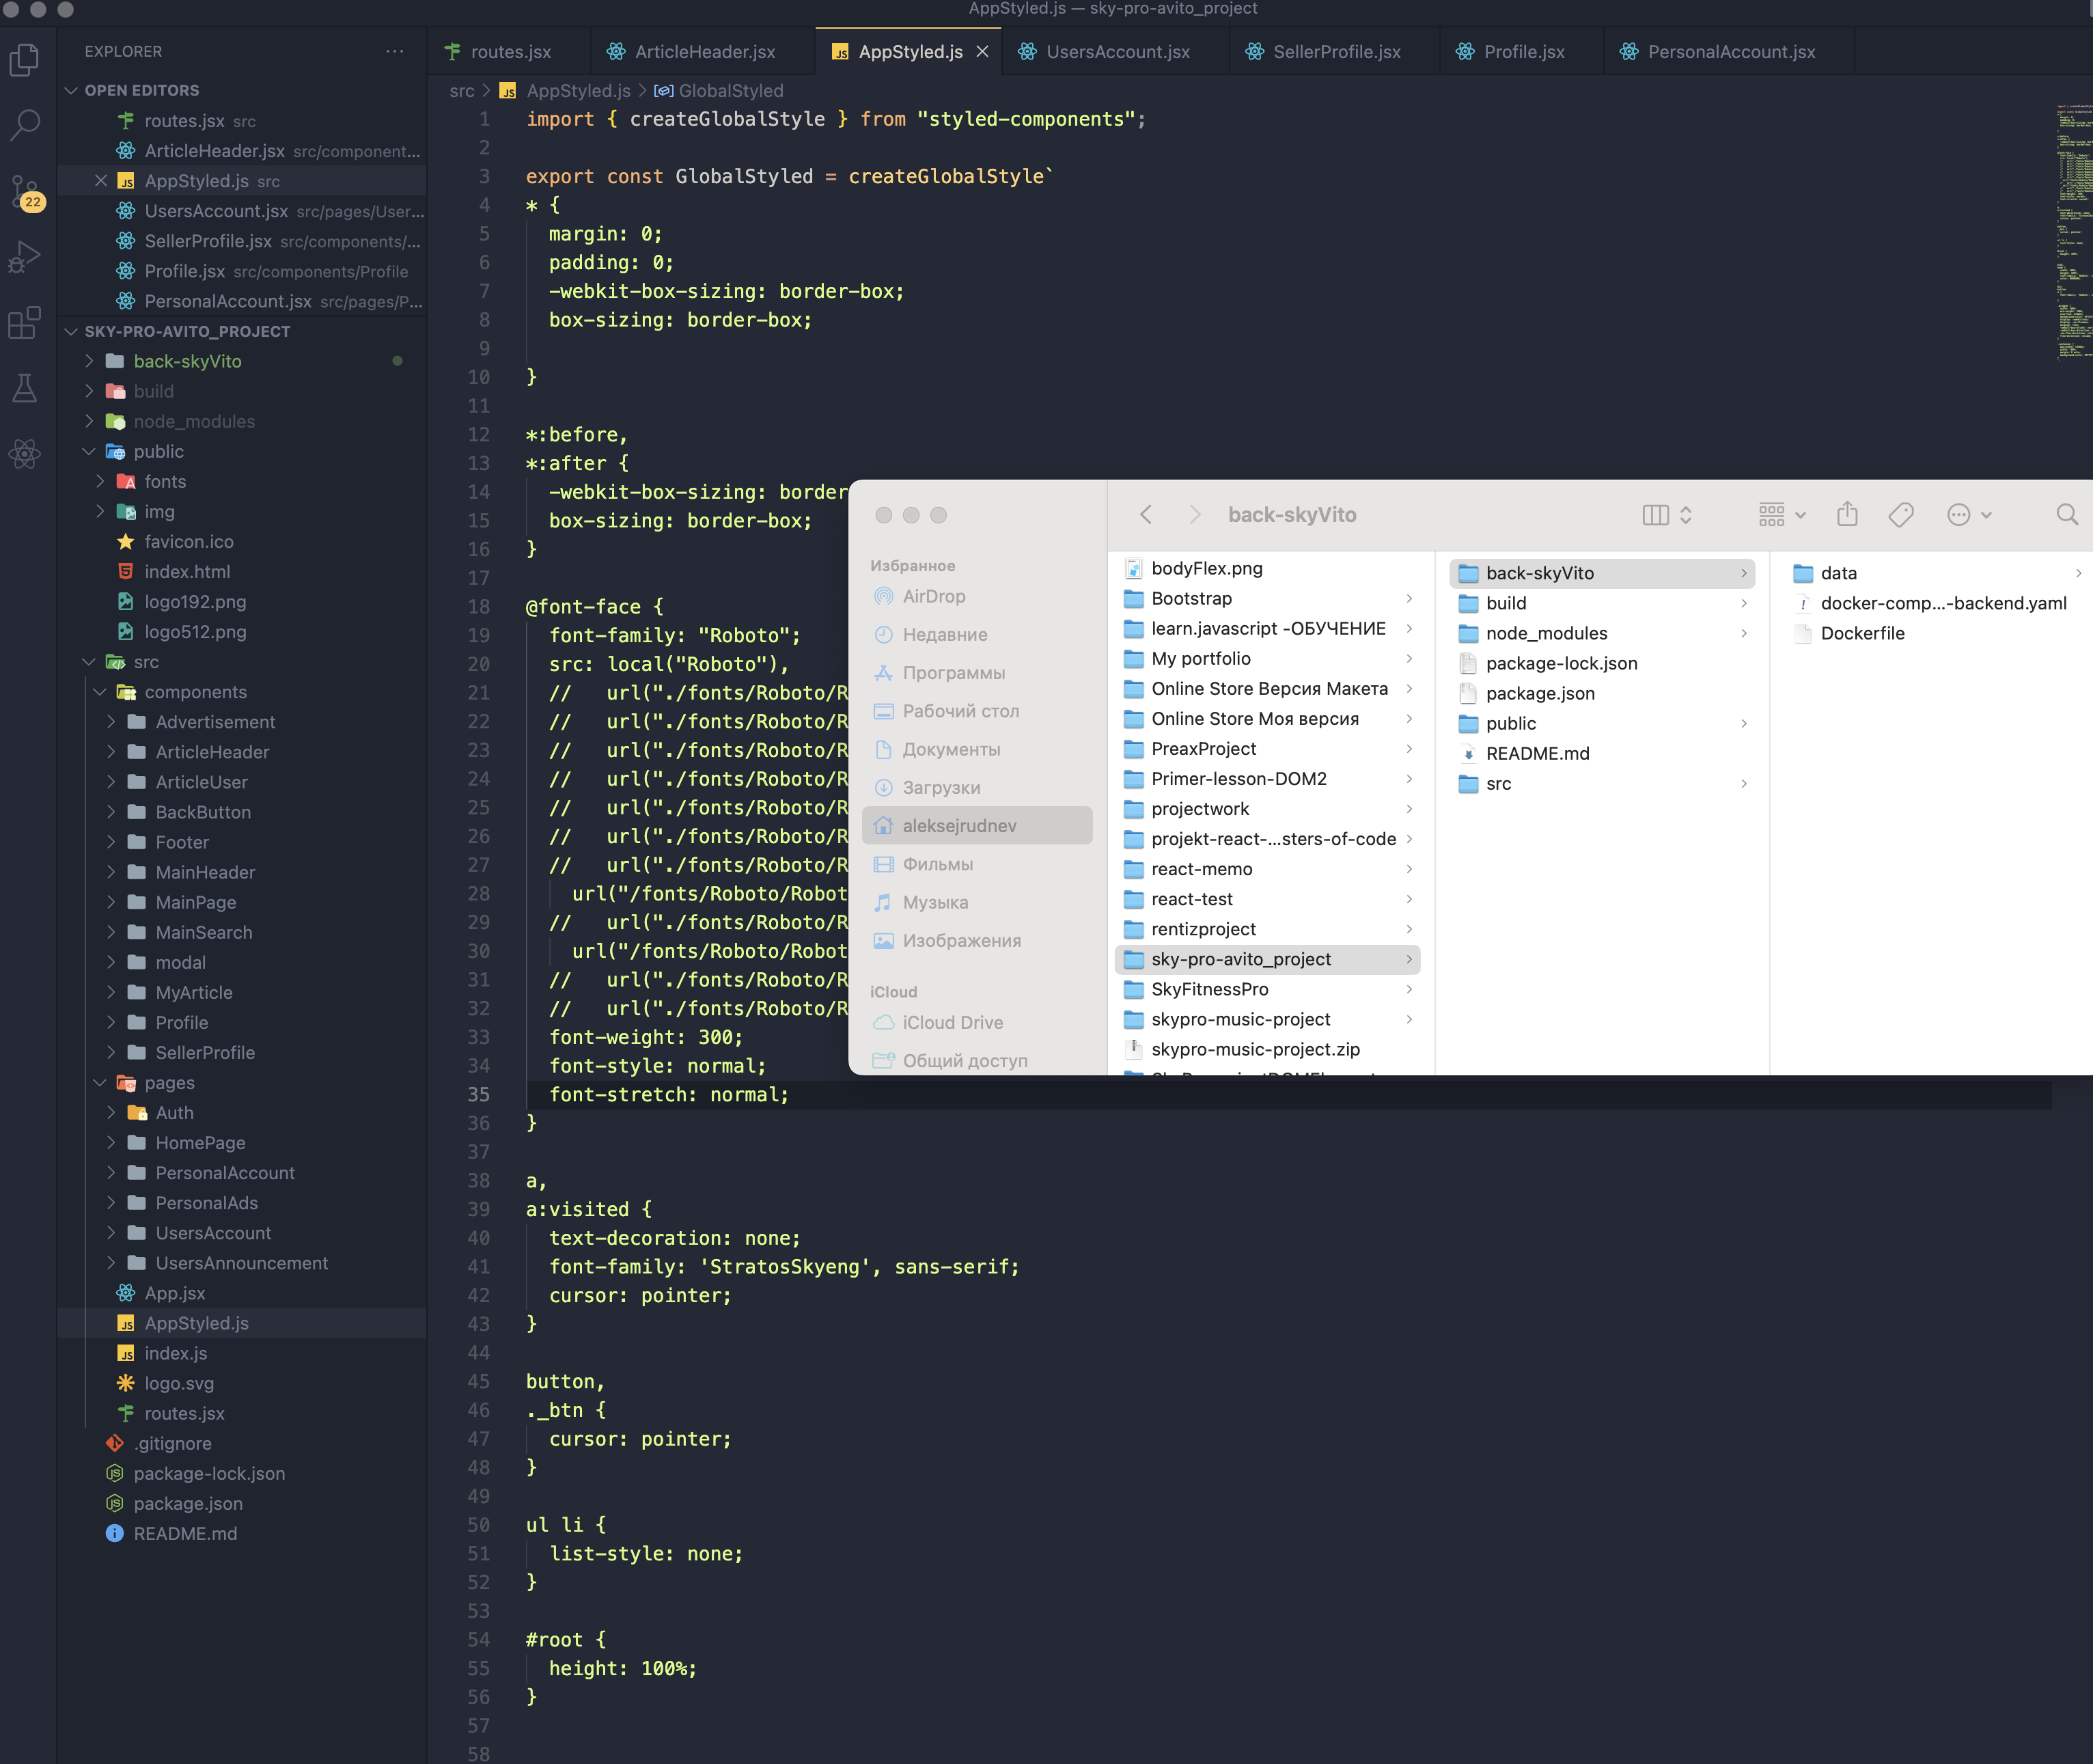 AppStyled.js — sky-pro-avito_project
EXPLORER
routes.jsx
ArticleHeader.jsx
AppStyled.js
UsersAccount.jsx
SellerProfile.jsx
Profile.jsx
PersonalAccount.jsx
OPEN EDITORS
routes.jsx src
ArticleHeader.jsx src/component...
AppStyled.js src
UsersAccount.jsx src/pages/User...
SellerProfile.jsx src/components/...
Profile.jsx src/components/Profile
PersonalAccount.jsx src/pages/P...
22
SKY-PRO-AVITO_PROJECT
back-skyVito
build
node_modules
public
fonts
img
favicon.ico
index.html
logo192.png
logo512.png
src
components
Advertisement
ArticleHeader
ArticleUser
BackButton
Footer
MainHeader
MainPage
MainSearch
modal
MyArticle
Profile
SellerProfile
pages
Auth
HomePage
PersonalAccount
PersonalAds
UsersAccount
UsersAnnouncement
App.jsx
AppStyled.js
index.js
logo.svg
routes.jsx
.gitignore
package-lock.json
package.json
README.md
src > AppStyled.js > GlobalStyled
1 import { createGlobalStyle } from "styled-components";
2
3 export const GlobalStyled = createGlobalStyle`
4 * {
5 margin: 0;
6 padding: 0;
7 -webkit-box-sizing: border-box;
8 box-sizing: border-box;
9
10 }
11
12 *:before,
13 *:after {
14 -webkit-box-sizing: border
15 box-sizing: border-box;
16 }
17
18 @font-face {
19 font-family: "Roboto";
20 src: local("Roboto"),
21 // url("./fonts/Roboto/R
22 // url("./fonts/Roboto/R
23 // url("./fonts/Roboto/R
24 // url("./fonts/Roboto/R
25 // url("./fonts/Roboto/R
26 // url("./fonts/Roboto/R
27 // url("./fonts/Roboto/R
28 url("/fonts/Roboto/Robot
29 // url("./fonts/Roboto/R
30 url("/fonts/Roboto/Robot
31 // url("./fonts/Roboto/R
32 // url("./fonts/Roboto/R
33 font-weight: 300;
34 font-style: normal;
35 font-stretch: normal;
36 }
37
38 a,
39 a:visited {
40 text-decoration: none;
41 font-family: 'StratosSkyeng', sans-serif;
42 cursor: pointer;
43 }
44
45 button,
46 ._btn {
47 cursor: pointer;
48 }
49
50 ul li {
51 list-style: none;
52 }
53
54 #root {
55 height: 100%;
56 }
57
58
back-skyVito
Избранное
AirDrop
Недавние
Программы
Рабочий стол
Документы
Загрузки
aleksejrudnev
Фильмы
Музыка
Изображения
iCloud
iCloud Drive
Общий доступ
bodyFlex.png
Bootstrap
learn.javascript -ОБУЧЕНИЕ
My portfolio
Online Store Версия Макета
Online Store Моя версия
PreaxProject
Primer-lesson-DOM2
projectwork
projekt-react-...sters-of-code
react-memo
react-test
rentizproject
sky-pro-avito_project
SkyFitnessPro
skypro-music-project
skypro-music-project.zip
back-skyVito
build
node_modules
package-lock.json
package.json
public
README.md
src
data
docker-comp...-backend.yaml
Dockerfile